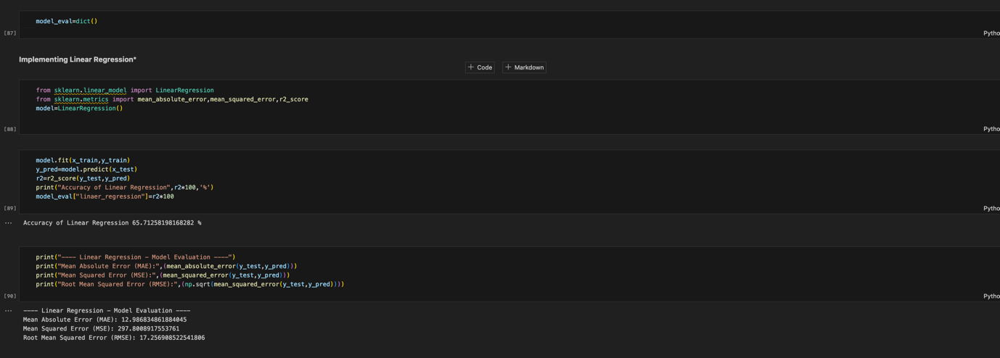 model_eval=dict()
[87]
Pytho
Implementing Linear Regression*
+ Code + Markdown
from sklearn.linear_model import LinearRegression
from sklearn.metrics import mean_absolute_error,mean_squared_error,r2_score
model=LinearRegression()
[88]
Pytho
model.fit(x_train,y_train)
y_pred=model.predict(x_test)
r2=r2_score(y_test,y_pred)
print("Accuracy of Linear Regression",r2*100,'%')
model_eval["linaer_regression"]=r2*100
[89]
Pytho
... Accuracy of Linear Regression 65.71258198168282 %
print("---- Linear Regression - Model Evaluation ----")
print("Mean Absolute Error (MAE):",(mean_absolute_error(y_test,y_pred)))
print("Mean Squared Error (MSE):",(mean_squared_error(y_test,y_pred)))
print("Root Mean Squared Error (RMSE):",(np.sqrt(mean_squared_error(y_test,y_pred))))
[90]
Pytho
... ---- Linear Regression - Model Evaluation ----
Mean Absolute Error (MAE): 12.986834861884045
Mean Squared Error (MSE): 297.8008917553761
Root Mean Squared Error (RMSE): 17.256908522541806